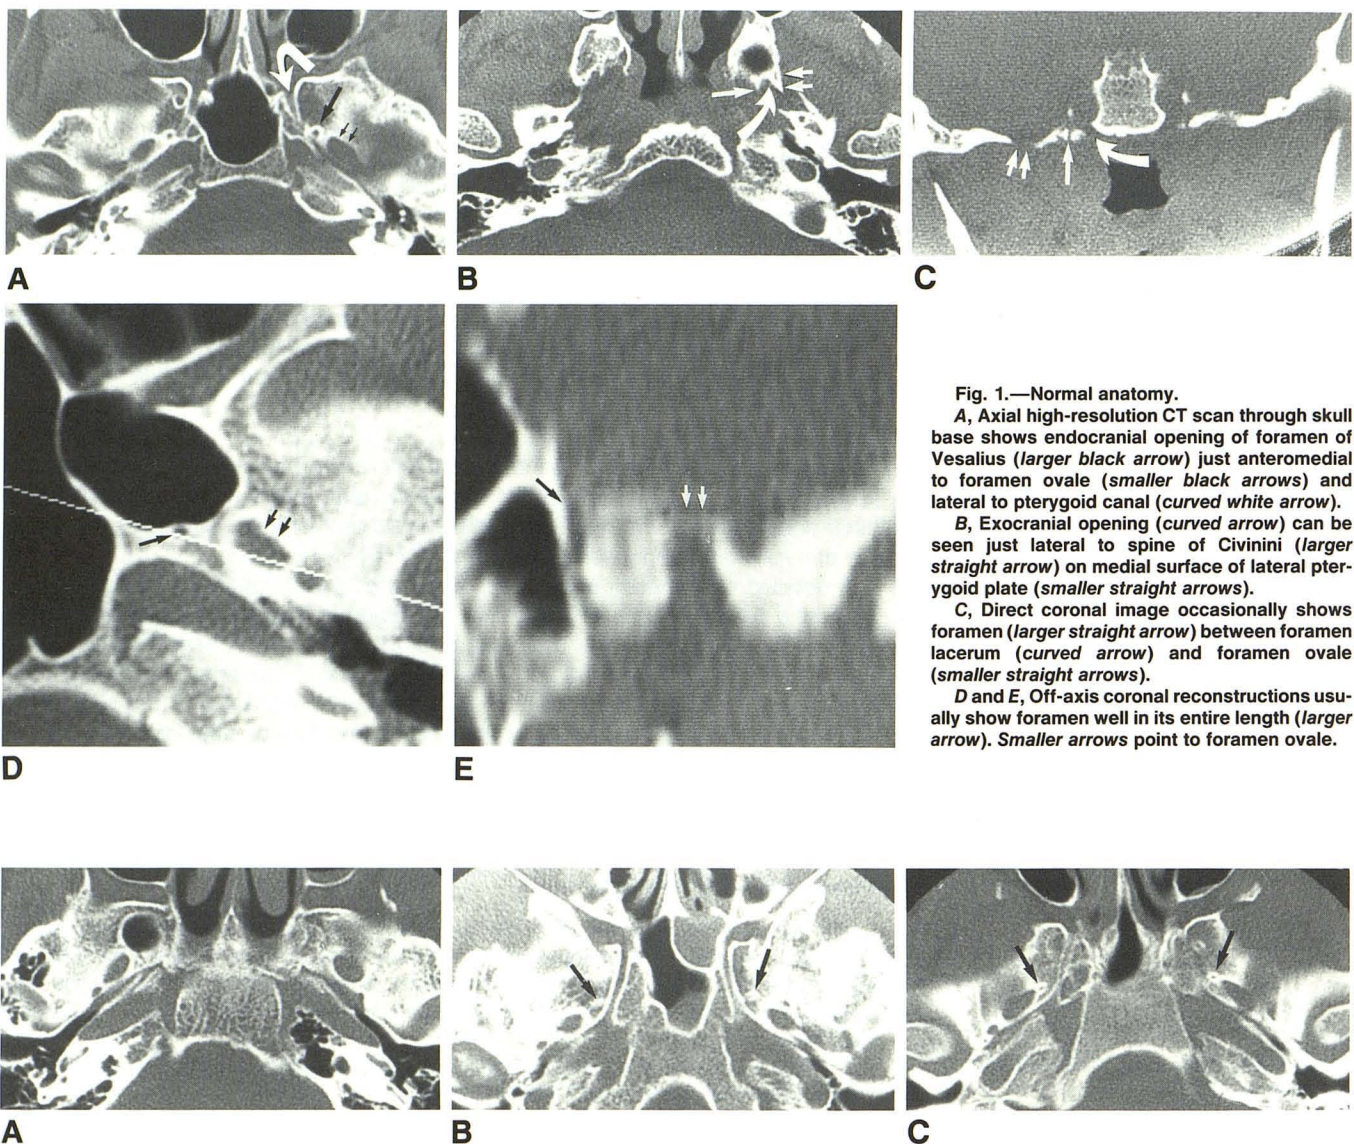 A
B
C
D
E
Fig. 1.—Normal anatomy.
A, Axial high-resolution CT scan through skull
base shows endocranial opening of foramen of
Vesalius (larger black arrow) just anteromedial
to foramen ovale (smaller black arrows) and
lateral to pterygoid canal (curved white arrow).
B, Exocranial opening (curved arrow) can be
seen just lateral to spine of Civinini (larger
straight arrow) on medial surface of lateral pter-
ygoid plate (smaller straight arrows).
C, Direct coronal image occasionally shows
foramen (larger straight arrow) between foramen
lacerum (curved arrow) and foramen ovale
(smaller straight arrows).
D and E, Off-axis coronal reconstructions usu-
ally show foramen well in its entire length (larger
arrow). Smaller arrows point to foramen ovale.
A
B
C